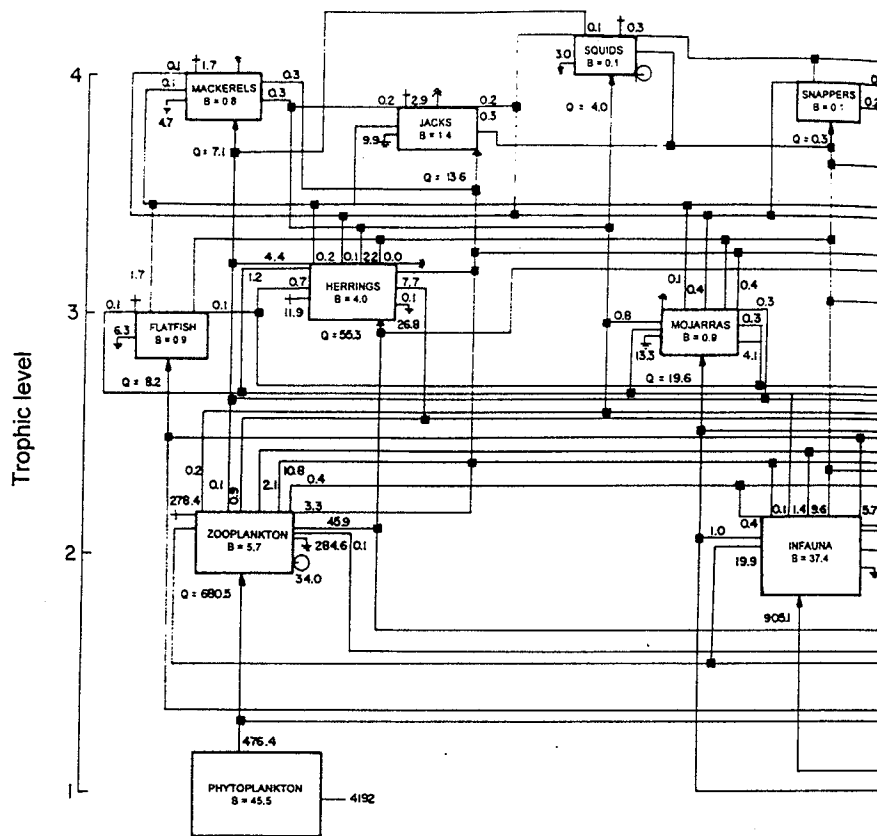 0.1 0.3
0.1 1.7
SQUIDS
B = 0.1
3.0
4
MACKERELS
B = 0.8
0.3
0.3
0.1
4.7
SNAPPERS
B = 0.1
0.2
0.2 2.9 0.2
0.3
JACKS
B = 1.4
9.9
Q = 4.0
Q = 7.1
Q = 13.6
Q = 0.3
4.4 0.2 0.1 2.2 0.0
1.7
1.2
0.7
HERRINGS
B = 4.0
7.7
0.1
11.9
26.8
Q = 55.3
0.1
0.4
0.4
3
0.1
0.1
FLATFISH
B = 0.9
6.3
Q = 8.2
0.8
MOJARRAS
B = 0.9
0.3
0.3
4.1
13.3
Q = 19.6
Trophic level
0.2
0.1
0.9
2.1
10.8
0.4
3.3
278.4
ZOOPLANKTON
B = 5.7
45.9
284.6
0.1
34.0
Q = 680.5
2
0.4
0.1 1.4 9.6
5.7
1.0
INFAUNA
B = 37.4
19.9
905.1
476.4
PHYTOPLANKTON
B = 45.5
4192
1